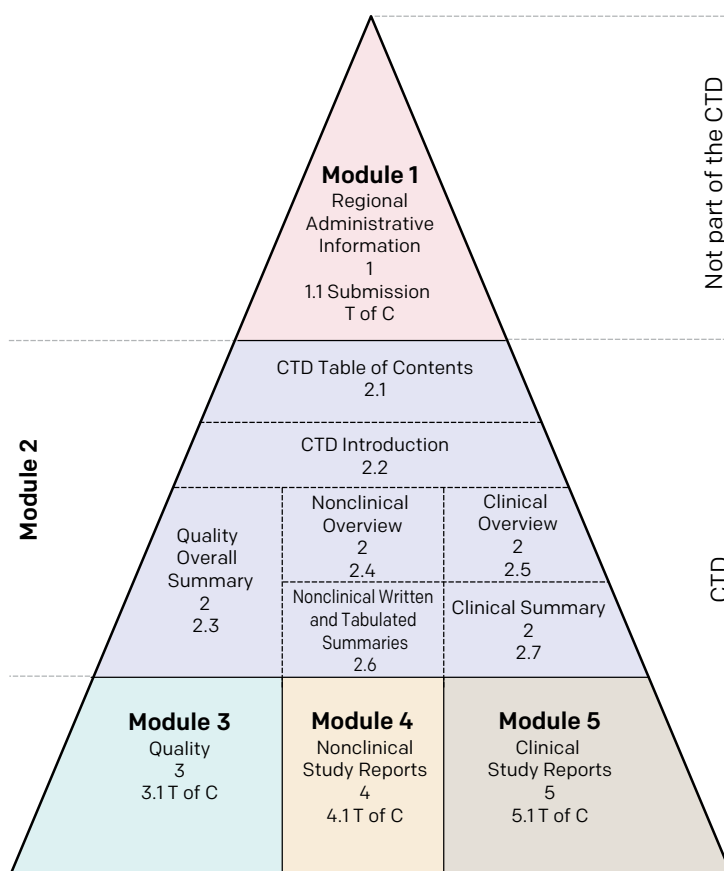 Module 1
Regional
Administrative
Information
1
1.1 Submission
T of C
Not part of the CTD
Module 2
CTD Table of Contents
2.1
CTD Introduction
2.2
Quality
Overall
Summary
2
2.3
Nonclinical
Overview
2
2.4
Clinical
Overview
2
2.5
Nonclinical Written
and Tabulated
Summaries
2.6
Clinical Summary
2
2.7
CTD
Module 3
Quality
3
3.1 T of C
Module 4
Nonclinical
Study Reports
4
4.1 T of C
Module 5
Clinical
Study Reports
5
5.1 T of C